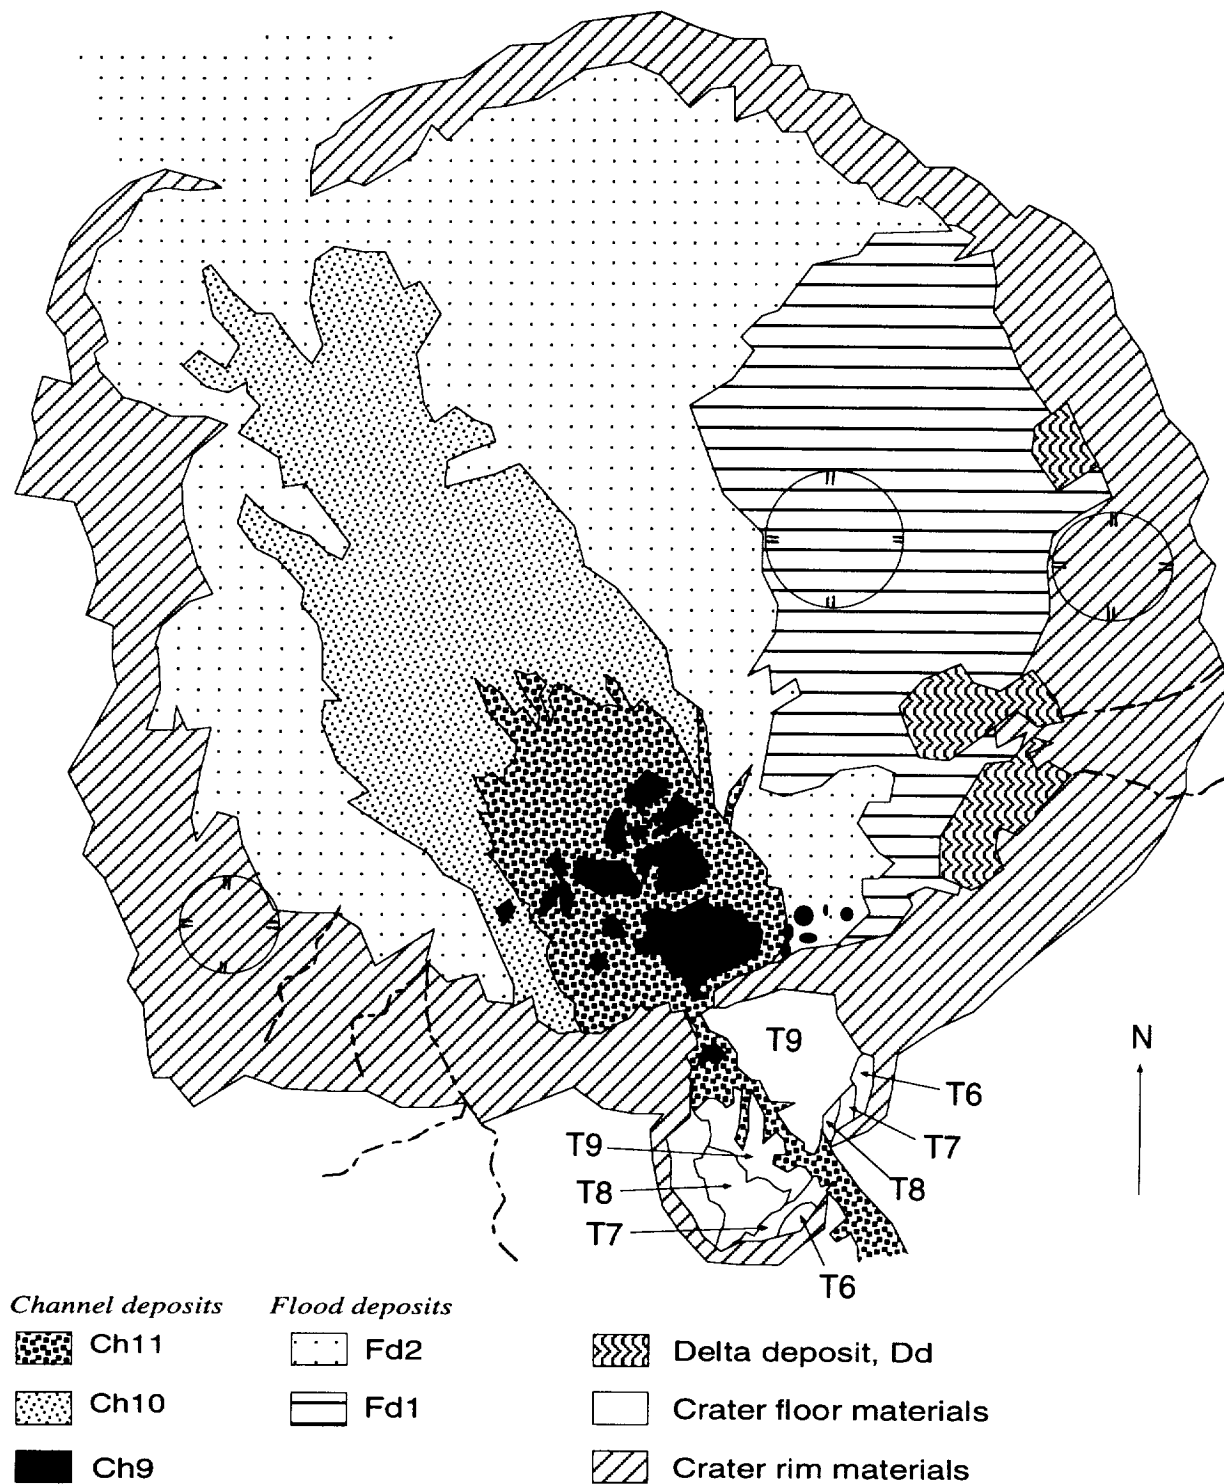 N
T9
T6
T7
T8
T9
T8
T7
T6
Channel deposits Flood deposits
Ch11 Fd2 Delta deposit, Dd
Ch10 Fd1 Crater floor materials
Ch9 Crater rim materials